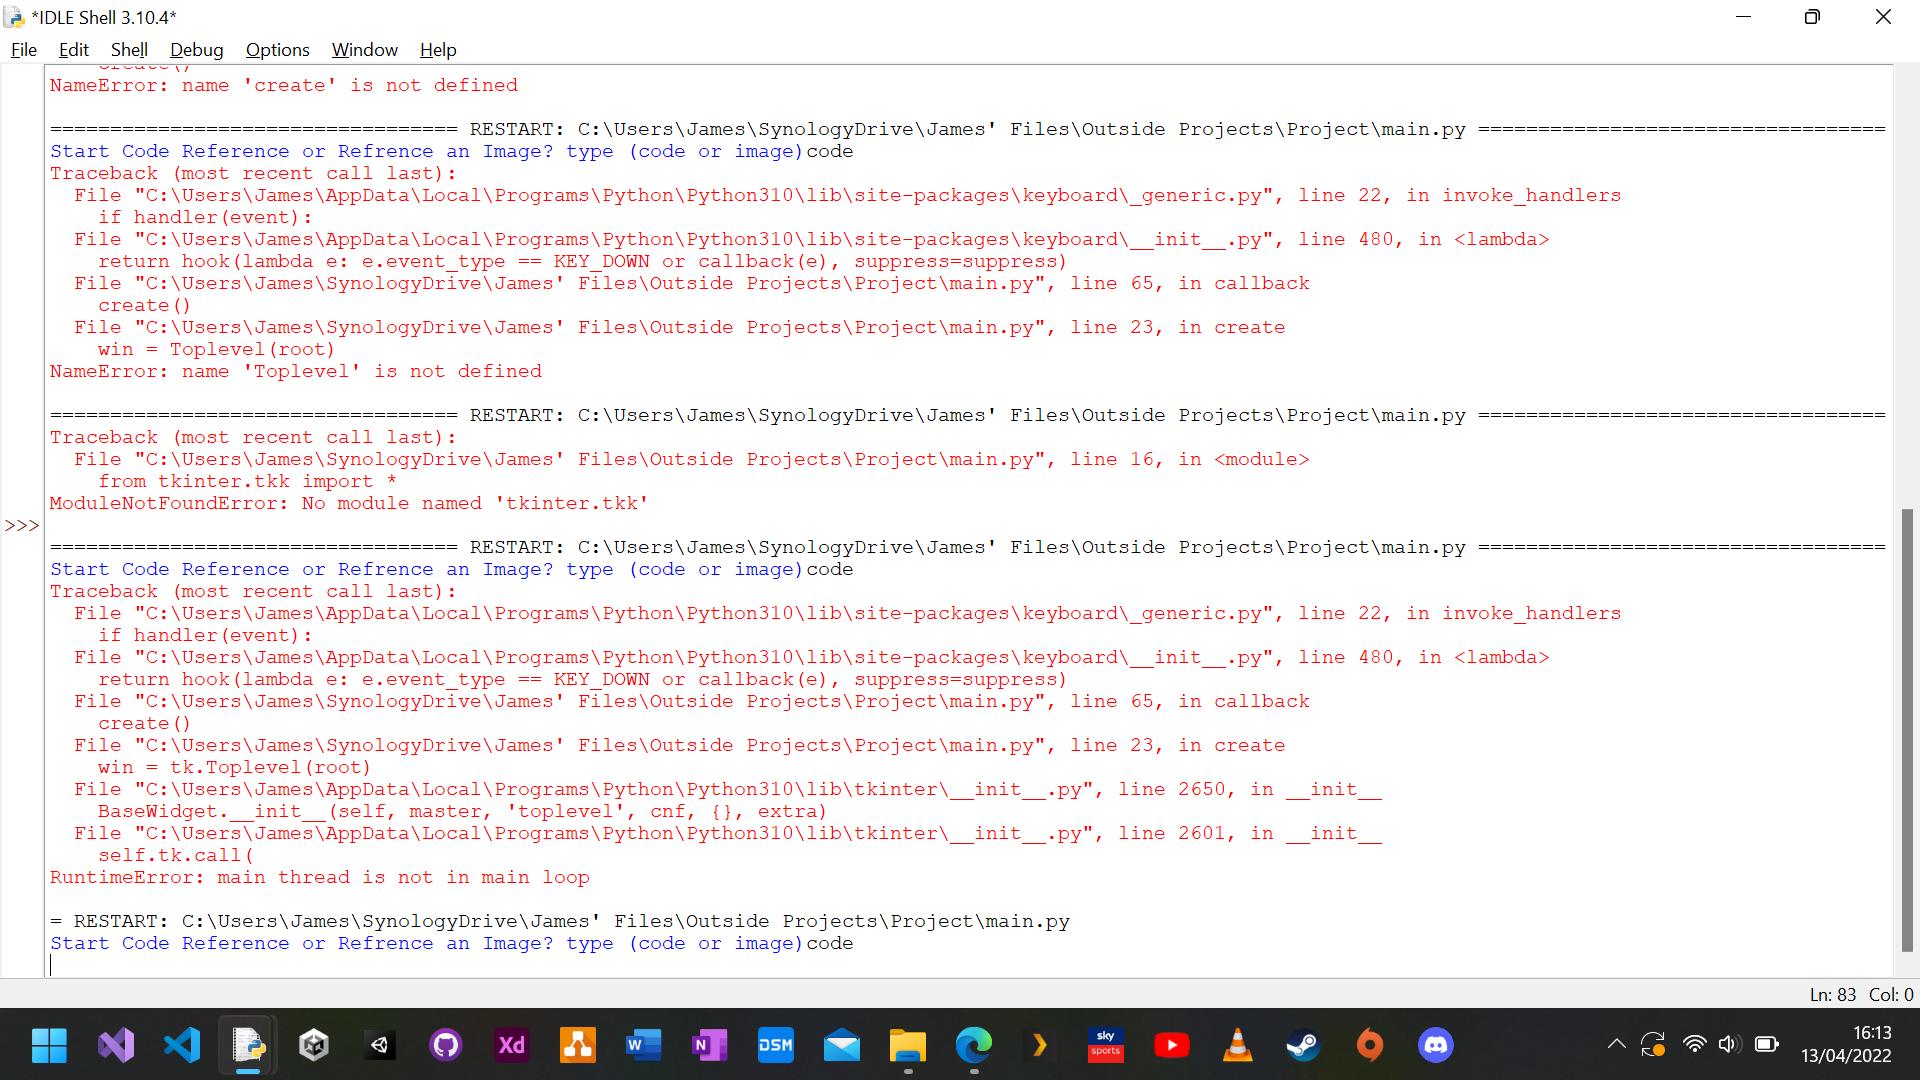 *IDLE Shell 3.10.4*
File Edit Shell Debug Options Window Help
create()
NameError: name 'create' is not defined
================================== RESTART: C:\Users\James\SynologyDrive\James' Files\Outside Projects\Project\main.py ==================================
Start Code Reference or Refrence an Image? type (code or image)code
Traceback (most recent call last):
  File "C:\Users\James\AppData\Local\Programs\Python\Python310\lib\site-packages\keyboard\_generic.py", line 22, in invoke_handlers
    if handler(event):
  File "C:\Users\James\AppData\Local\Programs\Python\Python310\lib\site-packages\keyboard\__init__.py", line 480, in <lambda>
    return hook(lambda e: e.event_type == KEY_DOWN or callback(e), suppress=suppress)
  File "C:\Users\James\SynologyDrive\James' Files\Outside Projects\Project\main.py", line 65, in callback
    create()
  File "C:\Users\James\SynologyDrive\James' Files\Outside Projects\Project\main.py", line 23, in create
    win = Toplevel(root)
NameError: name 'Toplevel' is not defined
================================== RESTART: C:\Users\James\SynologyDrive\James' Files\Outside Projects\Project\main.py ==================================
Traceback (most recent call last):
  File "C:\Users\James\SynologyDrive\James' Files\Outside Projects\Project\main.py", line 16, in <module>
    from tkinter.tkk import *
ModuleNotFoundError: No module named 'tkinter.tkk'
>>>
================================== RESTART: C:\Users\James\SynologyDrive\James' Files\Outside Projects\Project\main.py ==================================
Start Code Reference or Refrence an Image? type (code or image)code
Traceback (most recent call last):
  File "C:\Users\James\AppData\Local\Programs\Python\Python310\lib\site-packages\keyboard\_generic.py", line 22, in invoke_handlers
    if handler(event):
  File "C:\Users\James\AppData\Local\Programs\Python\Python310\lib\site-packages\keyboard\__init__.py", line 480, in <lambda>
    return hook(lambda e: e.event_type == KEY_DOWN or callback(e), suppress=suppress)
  File "C:\Users\James\SynologyDrive\James' Files\Outside Projects\Project\main.py", line 65, in callback
    create()
  File "C:\Users\James\SynologyDrive\James' Files\Outside Projects\Project\main.py", line 23, in create
    win = tk.Toplevel(root)
  File "C:\Users\James\AppData\Local\Programs\Python\Python310\lib\tkinter\__init__.py", line 2650, in __init__
    BaseWidget.__init__(self, master, 'toplevel', cnf, {}, extra)
  File "C:\Users\James\AppData\Local\Programs\Python\Python310\lib\tkinter\__init__.py", line 2601, in __init__
    self.tk.call(
RuntimeError: main thread is not in main loop
= RESTART: C:\Users\James\SynologyDrive\James' Files\Outside Projects\Project\main.py
Start Code Reference or Refrence an Image? type (code or image)code
Ln: 83 Col: 0
Xd
W
N
DSM
sky
sports
16:13
13/04/2022